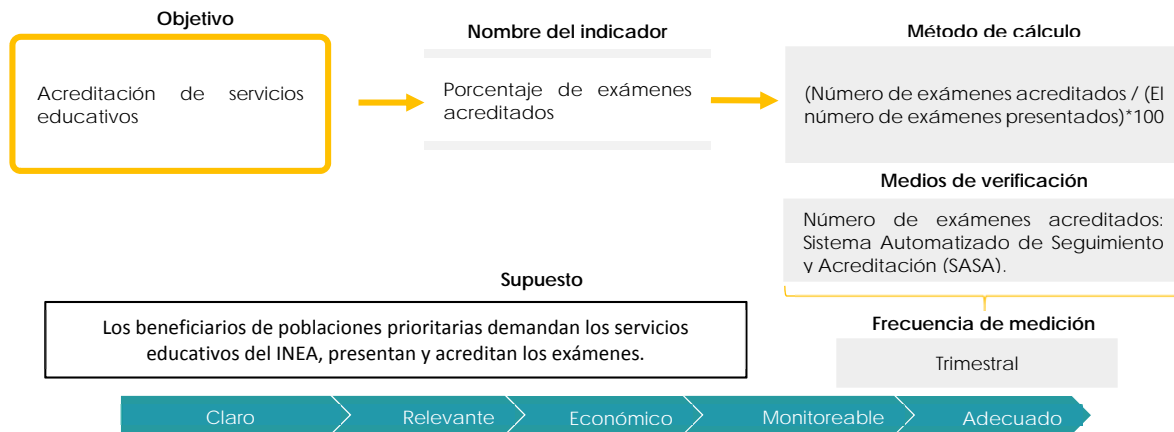 Objetivo
Acreditación de servicios
educativos
Nombre del indicador
Porcentaje de exámenes
acreditados
Método de cálculo
(Número de exámenes acreditados / (El
número de exámenes presentados)*100
Medios de verificación
Número de exámenes acreditados:
Sistema Automatizado de Seguimiento
y Acreditación (SASA).
Supuesto
Los beneficiarios de poblaciones prioritarias demandan los servicios
educativos del INEA, presentan y acreditan los exámenes.
Frecuencia de medición
Trimestral
Claro
Relevante
Económico
Monitoreable
Adecuado